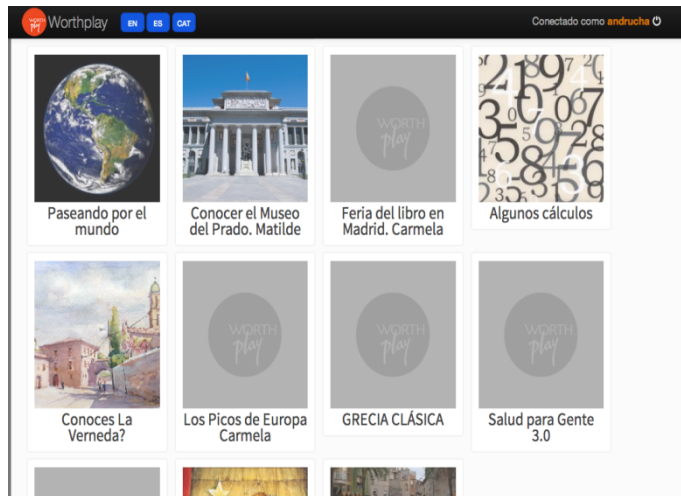 WORTH play Worthplay EN ES CAT Conectado como andrucha
WORTH play
Paseando por el
mundo
Conocer el Museo
del Prado. Matilde
Feria del libro en
Madrid. Carmela
Algunos cálculos
WORTH play
WORTH play
WORTH play
Conoces La
Verneda?
Los Picos de Europa
Carmela
GRECIA CLÁSICA
Salud para Gente
3.0